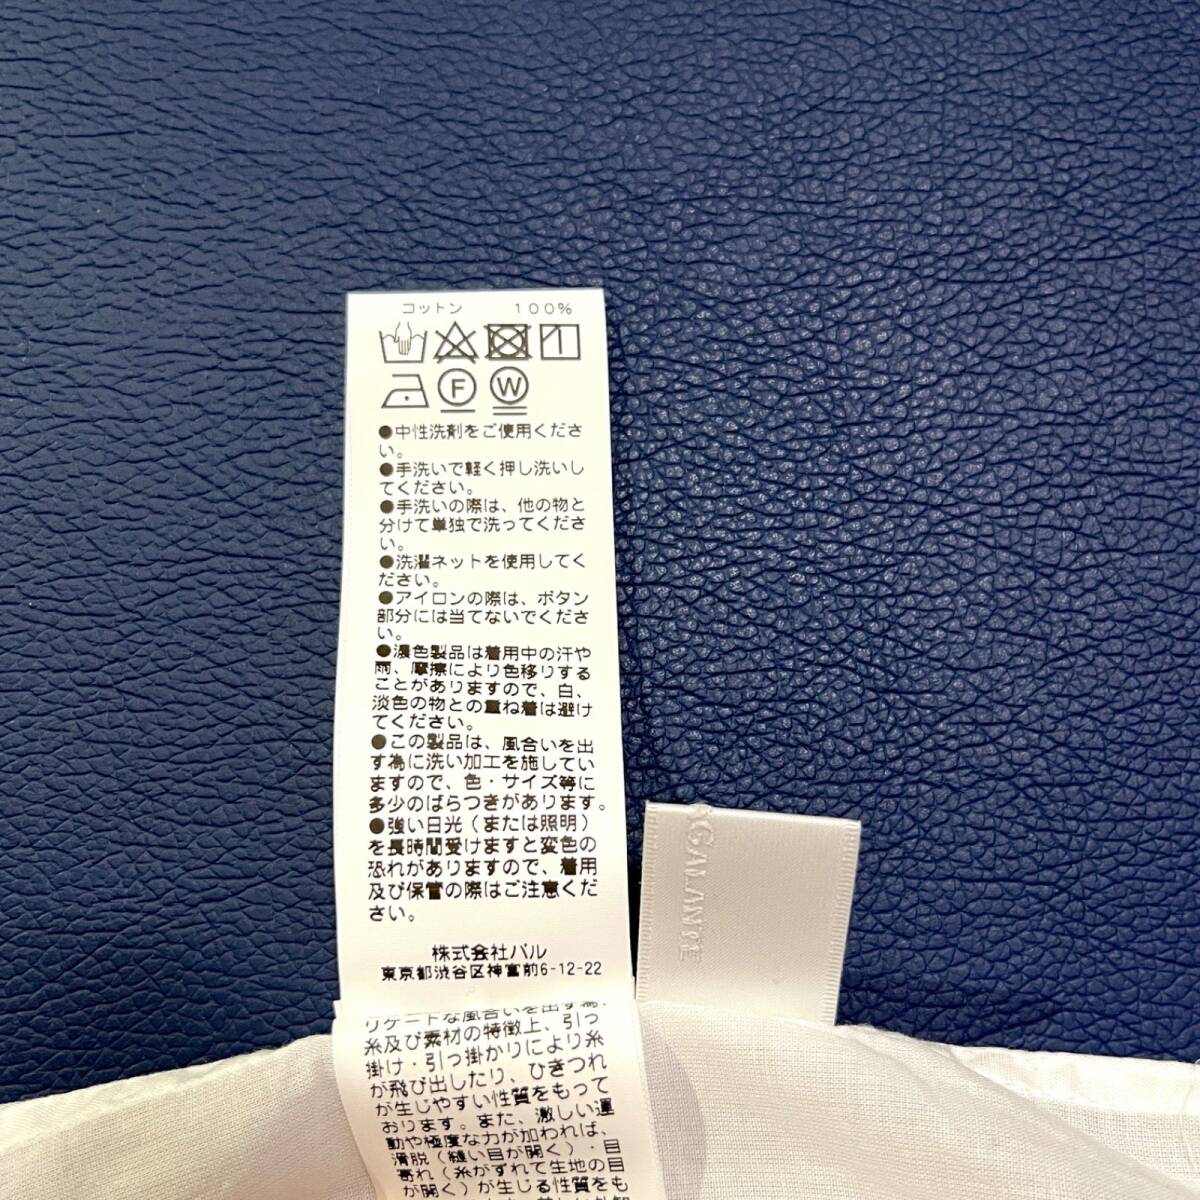 コットン 100%
F W
●中性洗剤をご使用くださ
い。
●手洗いで軽く押し洗いし
てください。
●手洗いの際は、他の物と
分けて単独で洗ってくださ
い。
●洗濯ネットを使用してく
ださい。
●アイロンの際は、ボタン
部分には当てないでくださ
い。
●濃色製品は着用中の汗や
雨、摩擦により色移りする
ことがありますので、白、
淡色の物との重ね着は避け
てください。
●この製品は、風合いを出
す為に洗い加工を施してい
ますので、色・サイズ等に
多少のばらつきがあります。
●強い日光(または照明)
を長時間受けますと変色の
恐れがありますので、着用
及び保管の際はご注意くだ
さい。
株式会社パル
東京都渋谷区神宮前6-12-22
リケートな風合いを出す為、
糸及び素材の特徴上、引っ
掛け・引っ掛かりにより糸
が飛び出したり、ひきつれ
が生じやすい性質をもって
おります。また、激しい運
動や極度な力が加われば、
滑脱(縫い目が開く)・目
寄れ(糸がずれて生地の目
が開く)が生じる性質をも
GALANTE